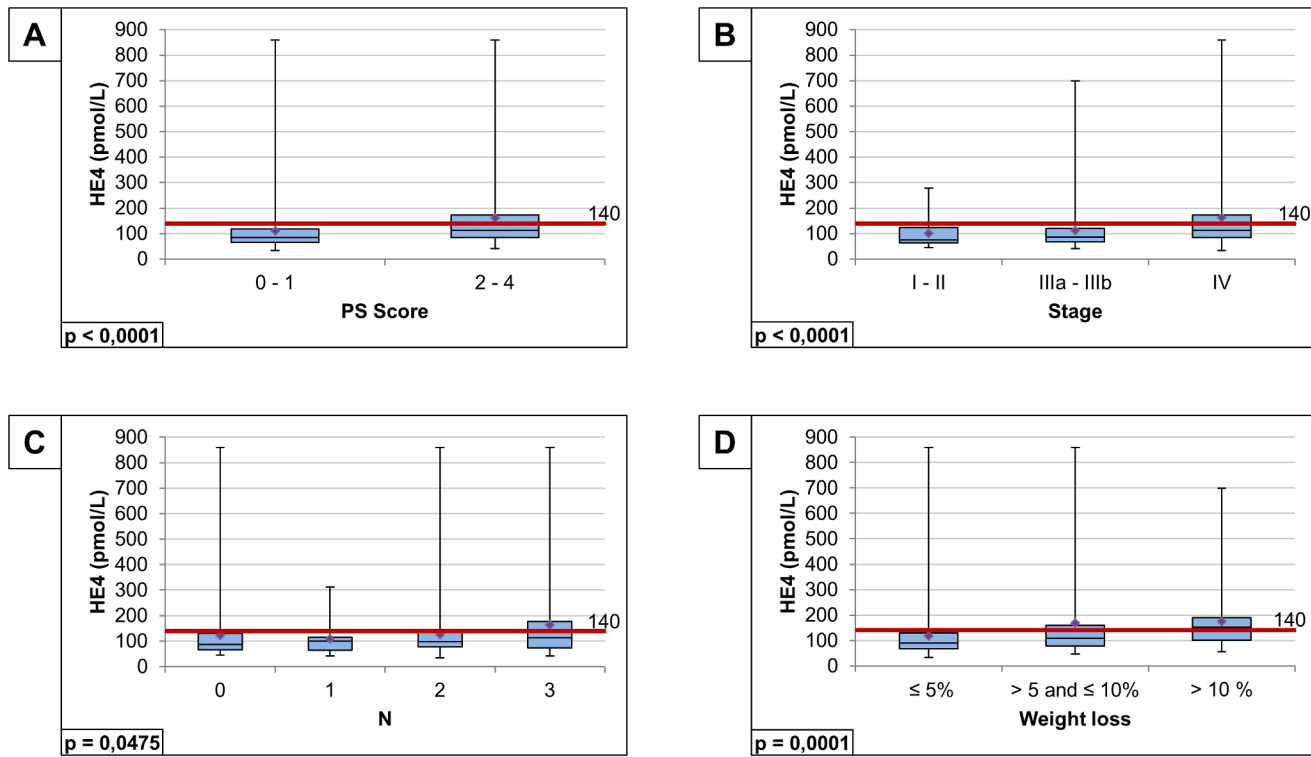 A
HE4 (pmol/L)
900
800
700
600
500
400
300
200
100
0
140
0 - 1
2 - 4
PS Score
p < 0,0001
B
HE4 (pmol/L)
900
800
700
600
500
400
300
200
100
0
140
I - II
IIIa - IIIb
IV
Stage
p < 0,0001
C
HE4 (pmol/L)
900
800
700
600
500
400
300
200
100
0
140
0
1
2
3
N
p = 0,0475
D
HE4 (pmol/L)
900
800
700
600
500
400
300
200
100
0
140
≤ 5%
> 5 and ≤ 10%
> 10 %
Weight loss
p = 0,0001